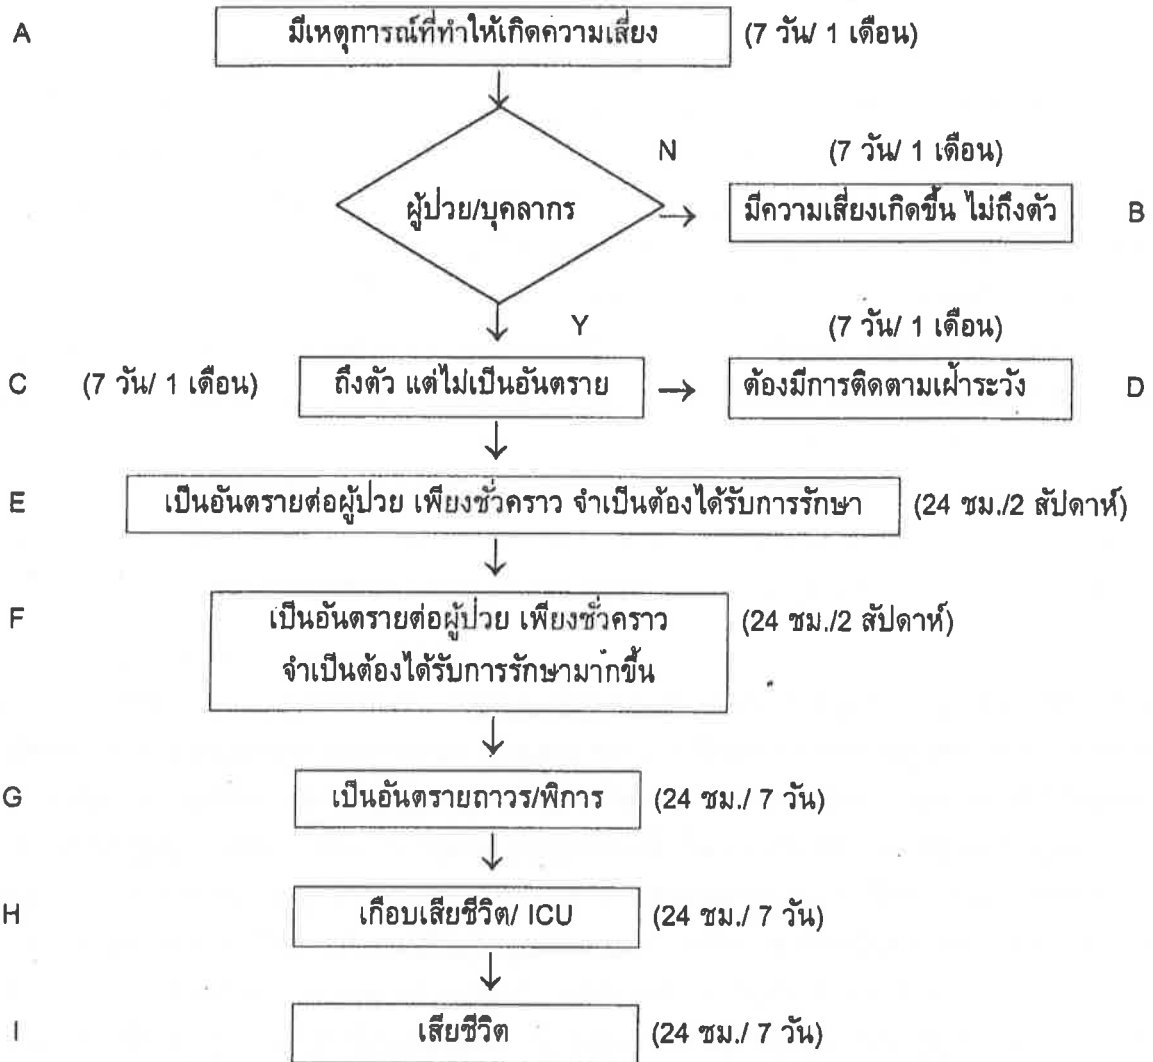 A มีเหตุการณ์ที่ทำให้เกิดความเสี่ยง (7 วัน/ 1 เดือน)
N (7 วัน/ 1 เดือน)
ผู้ป่วย/บุคลากร มีความเสี่ยงเกิดขึ้น ไม่ถึงตัว B
Y (7 วัน/ 1 เดือน)
C (7 วัน/ 1 เดือน) ถึงตัว แต่ไม่เป็นอันตราย ต้องมีการติดตามเฝ้าระวัง D
E เป็นอันตรายต่อผู้ป่วย เพียงชั่วคราว จำเป็นต้องได้รับการรักษา (24 ชม./2 สัปดาห์)
F เป็นอันตรายต่อผู้ป่วย เพียงชั่วคราว (24 ชม./2 สัปดาห์)
จำเป็นต้องได้รับการรักษามากขึ้น
G เป็นอันตรายถาวร/พิการ (24 ชม./ 7 วัน)
H เกือบเสียชีวิต/ ICU (24 ชม./ 7 วัน)
I เสียชีวิต (24 ชม./ 7 วัน)